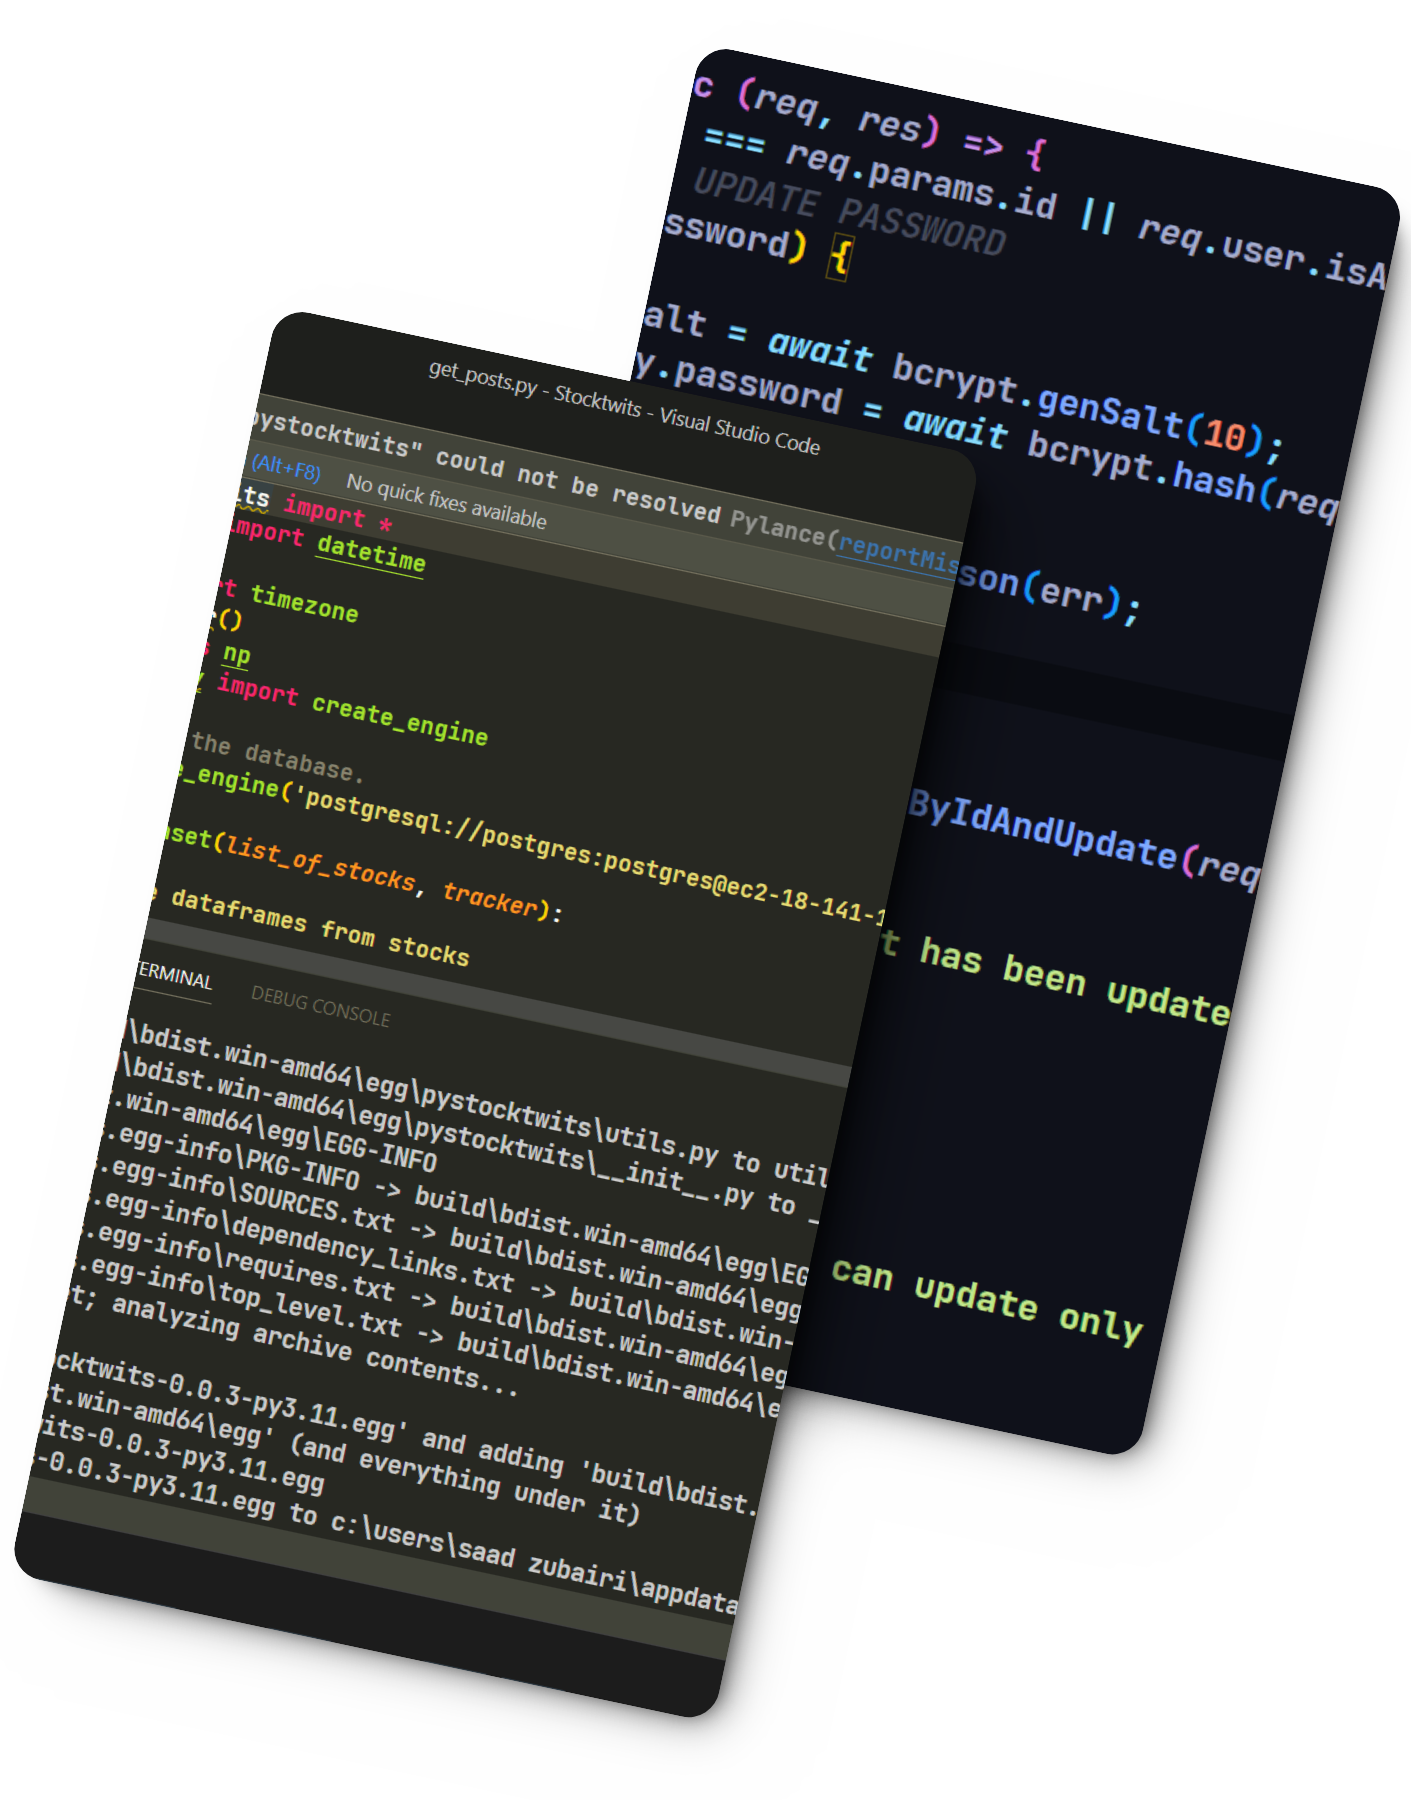 c (req, res) => {
=== req.params.id || req.user.isA
UPDATE PASSWORD
ssword) {
alt = await bcrypt.genSalt(10);
y.password = await bcrypt.hash(req
son(err);
ByIdAndUpdate(req
t has been update
can update only
get_posts.py - Stocktwits - Visual Studio Code
pystocktwits" could not be resolved Pylance(reportMis
(Alt+F8) No quick fixes available
its import *
import datetime
rt timezone
r()
s np
y import create_engine
the database.
e_engine('postgresql://postgres:postgres@ec2-18-141-1
aset(list_of_stocks, tracker):
e dataframes from stocks
TERMINAL DEBUG CONSOLE
\bdist.win-amd64\egg\pystocktwits\utils.py to util
\bdist.win-amd64\egg\pystocktwits\__init__.py to _
.win-amd64\egg\EGG-INFO
.egg-info\PKG-INFO -> build\bdist.win-amd64\egg\EG
.egg-info\SOURCES.txt -> build\bdist.win-amd64\egg
.egg-info\dependency_links.txt -> build\bdist.win-
.egg-info\requires.txt -> build\bdist.win-amd64\eg
.egg-info\top_level.txt -> build\bdist.win-amd64\e
t; analyzing archive contents...
cktwits-0.0.3-py3.11.egg' and adding 'build\bdist.
t.win-amd64\egg' (and everything under it)
its-0.0.3-py3.11.egg
-0.0.3-py3.11.egg to c:\users\saad zubairi\appdata